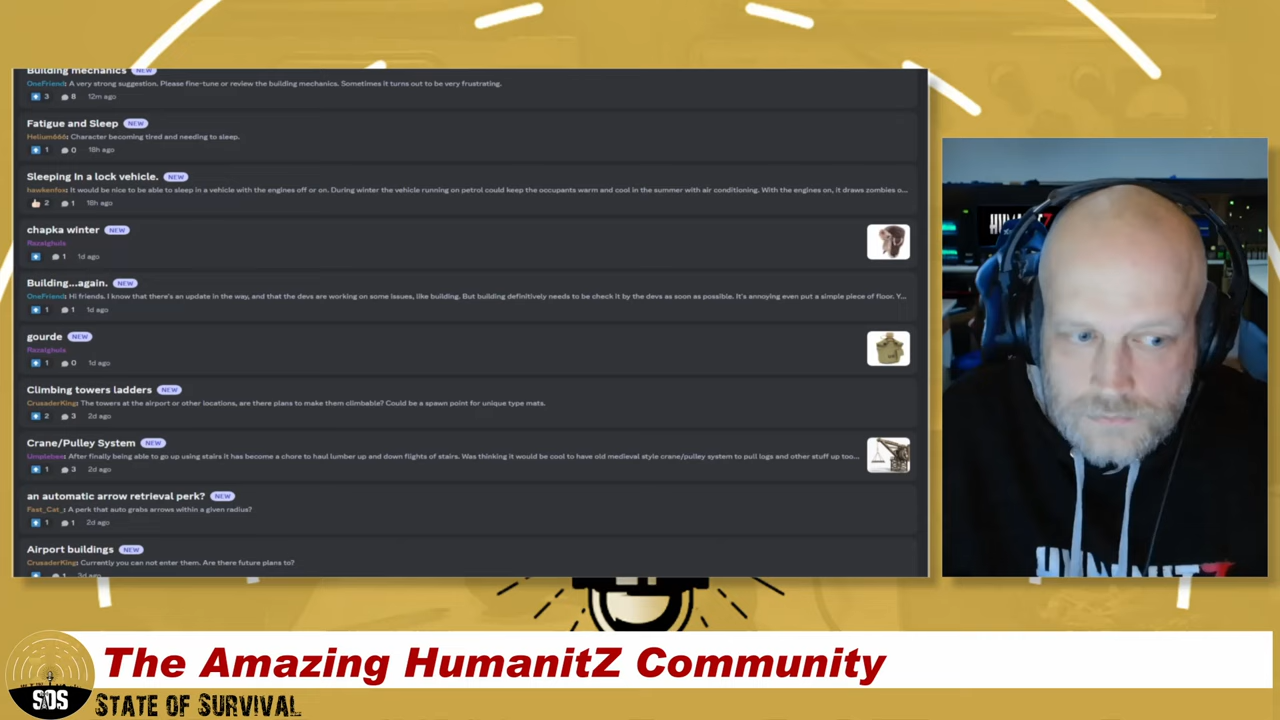 Building mechanics NEW
OneFriend: A very strong suggestion. Please fine-tune or review the building mechanics. Sometimes it turns out to be very frustrating.
3 8 12m ago
Fatigue and Sleep NEW
Helium6dd: Character becoming tired and needing to sleep.
1 0 18h ago
Sleeping In a lock vehicle. NEW
hawkenfox: It would be nice to be able to sleep in a vehicle with the engines off or on. During winter the vehicle running on petrol could keep the occupants warm and cool in the summer with air conditioning. With the engines on, it draws zombies o...
2 1 18h ago
chapka winter NEW
1 1d ago
Building...again. NEW
OneFriend: Hi friends. I know that there's an update in the way, and that the devs are working on some issues, like building. But building definitively needs to be check it by the devs as soon as possible. It's annoying even put a simple piece of floor. Y...
1 1 1d ago
gourde NEW
1 0 1d ago
Climbing towers ladders NEW
CrusaderKing: The towers at the airport or other locations, are there plans to make them climbable? Could be a spawn point for unique type mats.
2 3 2d ago
Crane/Pulley System NEW
After finally being able to go up using stairs it has become a chore to haul lumber up and down flights of stairs. Was thinking it would be cool to have old medieval style crane/pulley system to pull logs and other stuff up too...
1 3 2d ago
an automatic arrow retrieval perk? NEW
Fast_Cat_: A perk that auto grabs arrows within a given radius?
1 1 2d ago
Airport buildings NEW
CrusaderKing: Currently you can not enter them. Are there future plans to?
HUMANITZ
The Amazing HumanitZ Community
SOS
STATE OF SURVIVAL